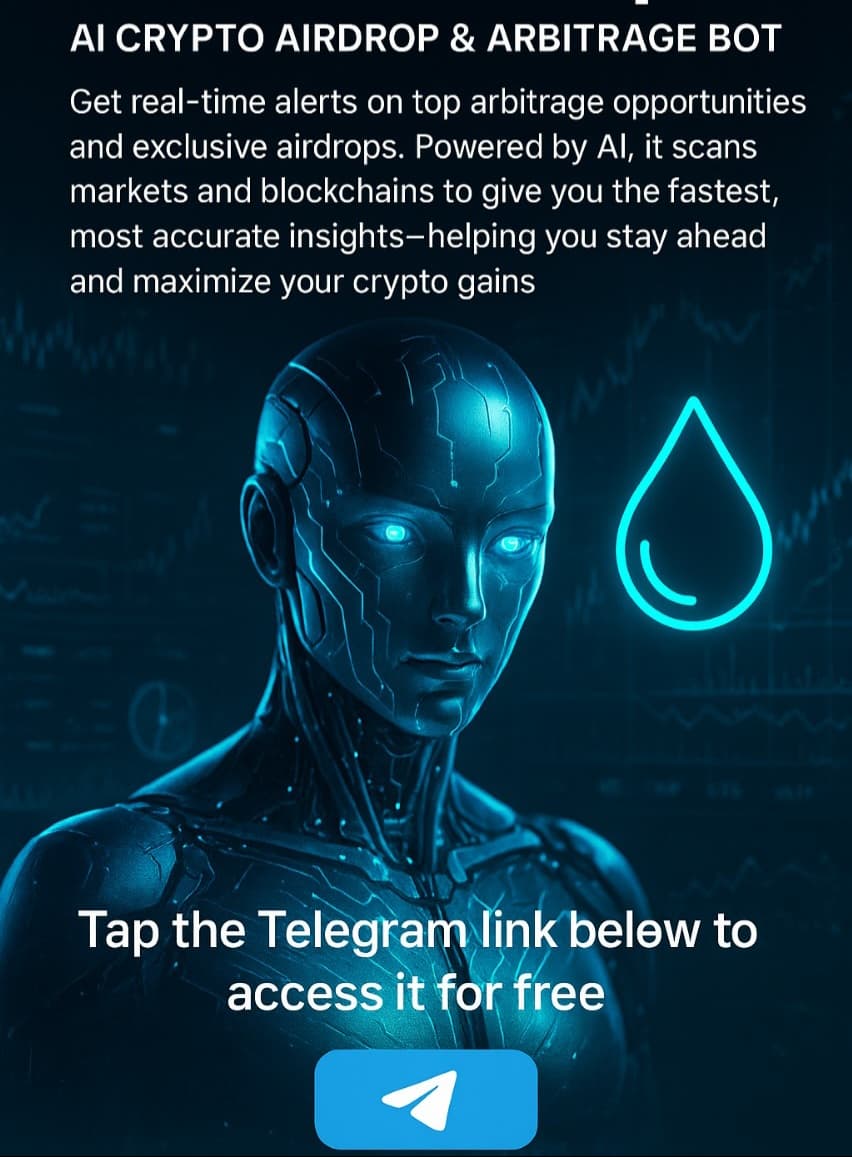 AI CRYPTO AIRDROP & ARBITRAGE BOT
Get real-time alerts on top arbitrage opportunities
and exclusive airdrops. Powered by AI, it scans
markets and blockchains to give you the fastest,
most accurate insights—helping you stay ahead
and maximize your crypto gains
Tap the Telegram link below to
access it for free